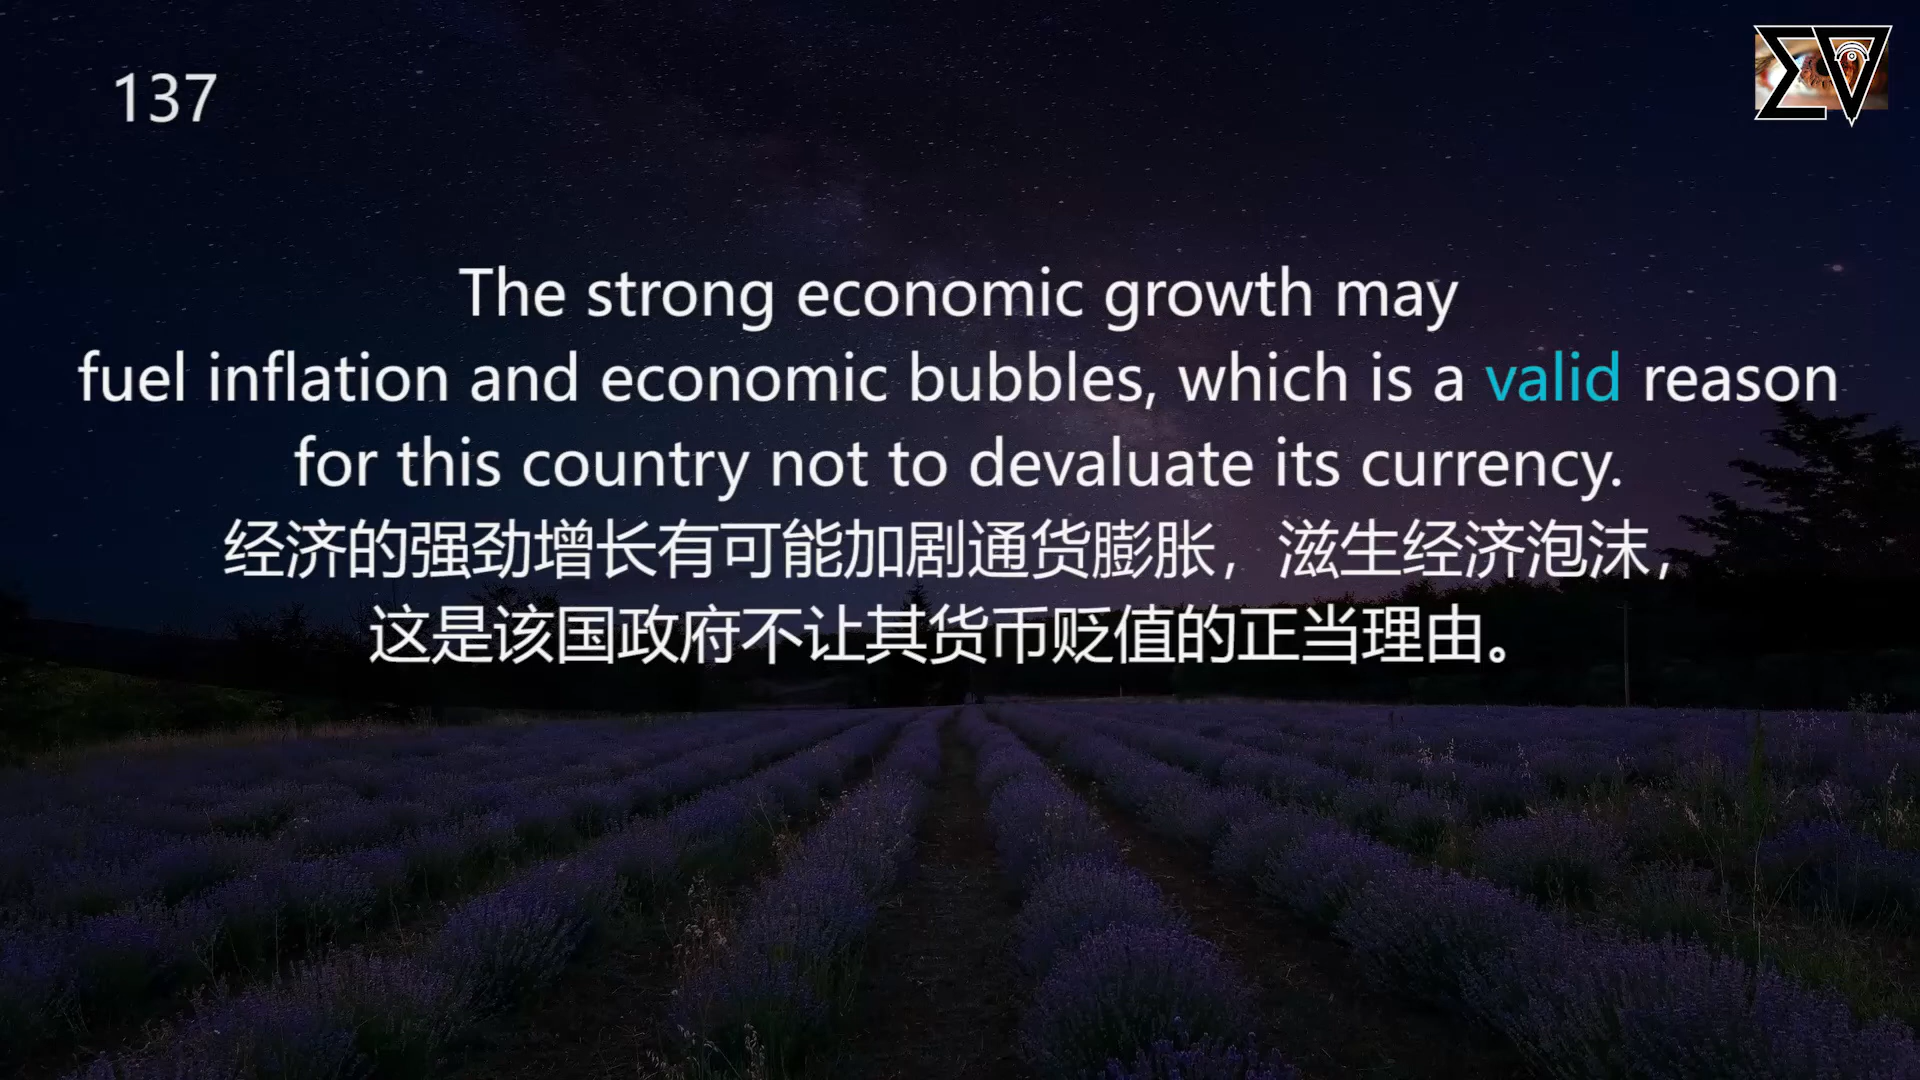 137
The strong economic growth may
fuel inflation and economic bubbles, which is a valid reason
for this country not to devaluate its currency.
经济的强劲增长有可能加剧通货膨胀，滋生经济泡沫，
这是该国政府不让其货币贬值的正当理由。